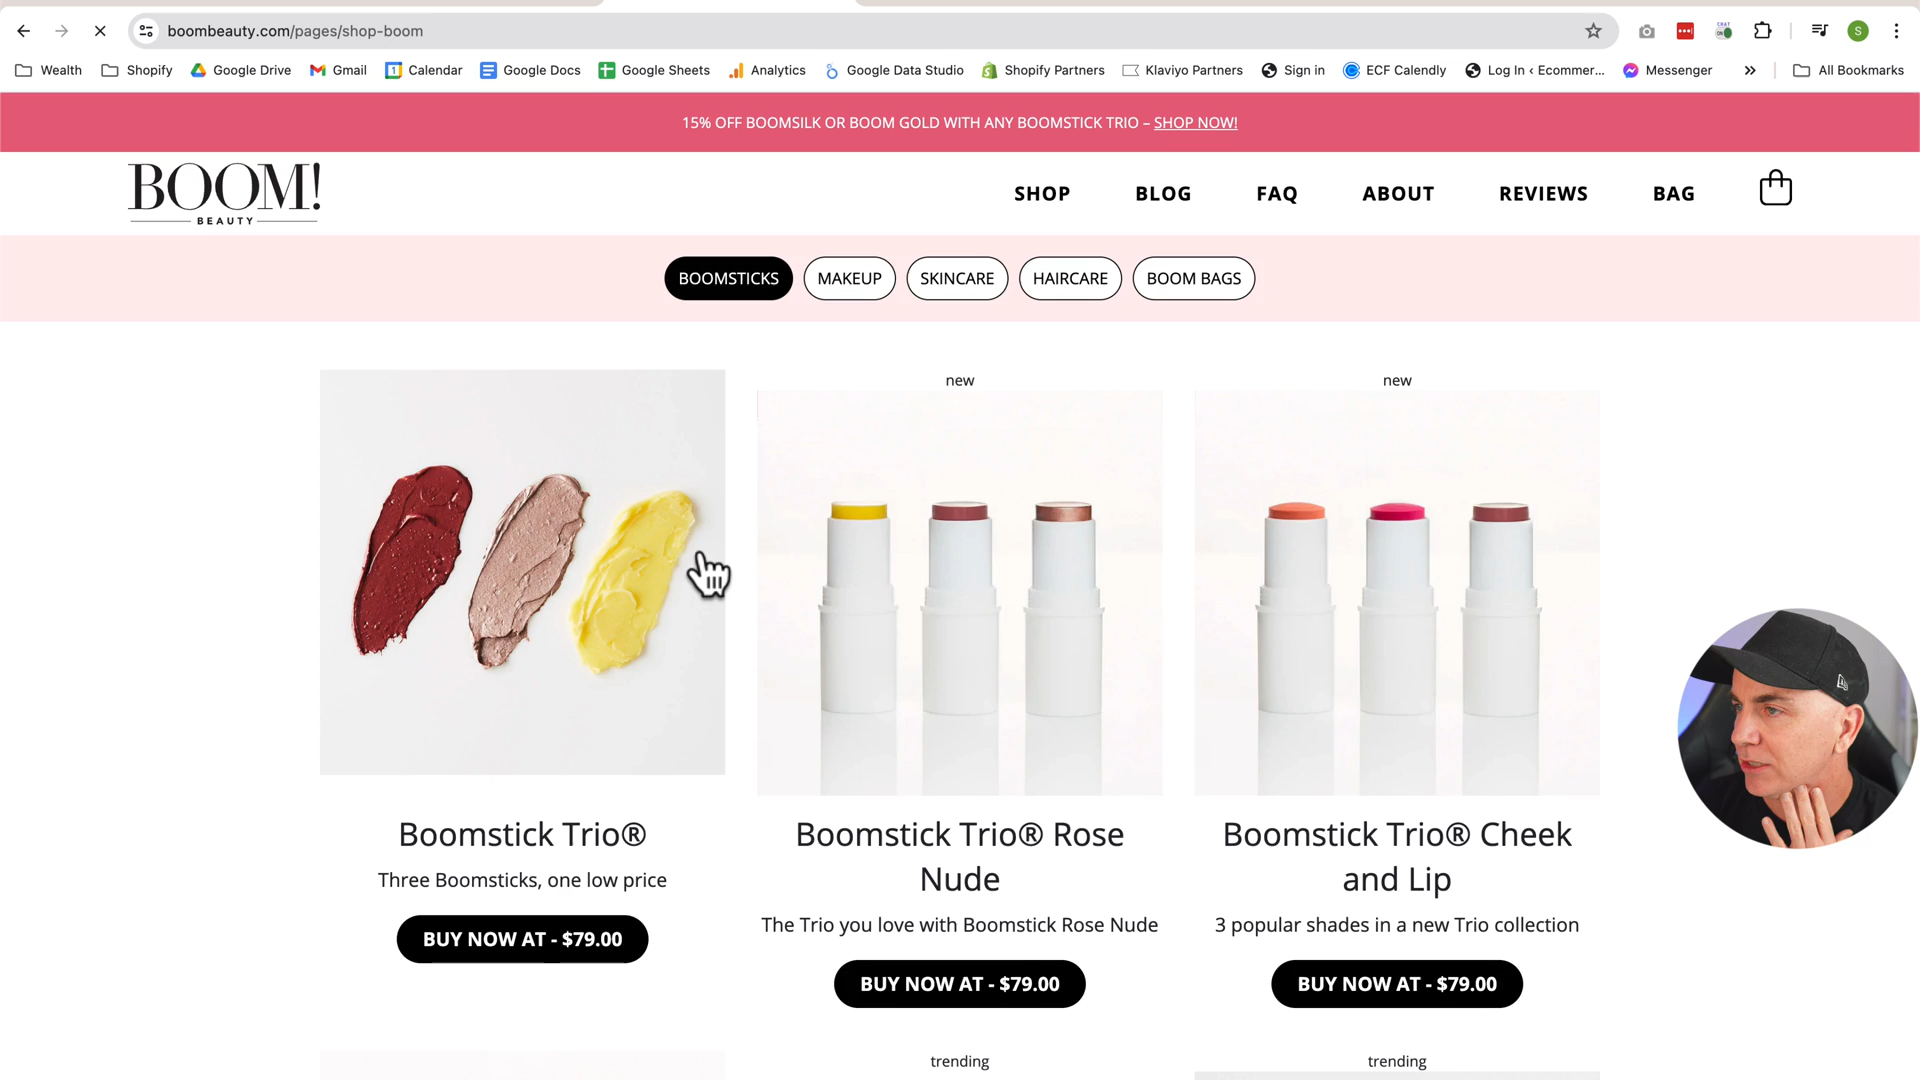 boombeauty.com/pages/shop-boom
CHAT
ON
S
Wealth
Shopify
Google Drive
Gmail
1 Calendar
Google Docs
Google Sheets
Analytics
Google Data Studio
Shopify Partners
Klaviyo Partners
Sign in
ECF Calendly
Log In ‹ Ecommer...
Messenger
»
All Bookmarks
15% OFF BOOMSILK OR BOOM GOLD WITH ANY BOOMSTICK TRIO – SHOP NOW!
BOOM!
BEAUTY
SHOP
BLOG
FAQ
ABOUT
REVIEWS
BAG
BOOMSTICKS
MAKEUP
SKINCARE
HAIRCARE
BOOM BAGS
new
new
Boomstick Trio®
Three Boomsticks, one low price
BUY NOW AT - $79.00
Boomstick Trio® Rose
Nude
The Trio you love with Boomstick Rose Nude
BUY NOW AT - $79.00
Boomstick Trio® Cheek
and Lip
3 popular shades in a new Trio collection
BUY NOW AT - $79.00
trending
trending